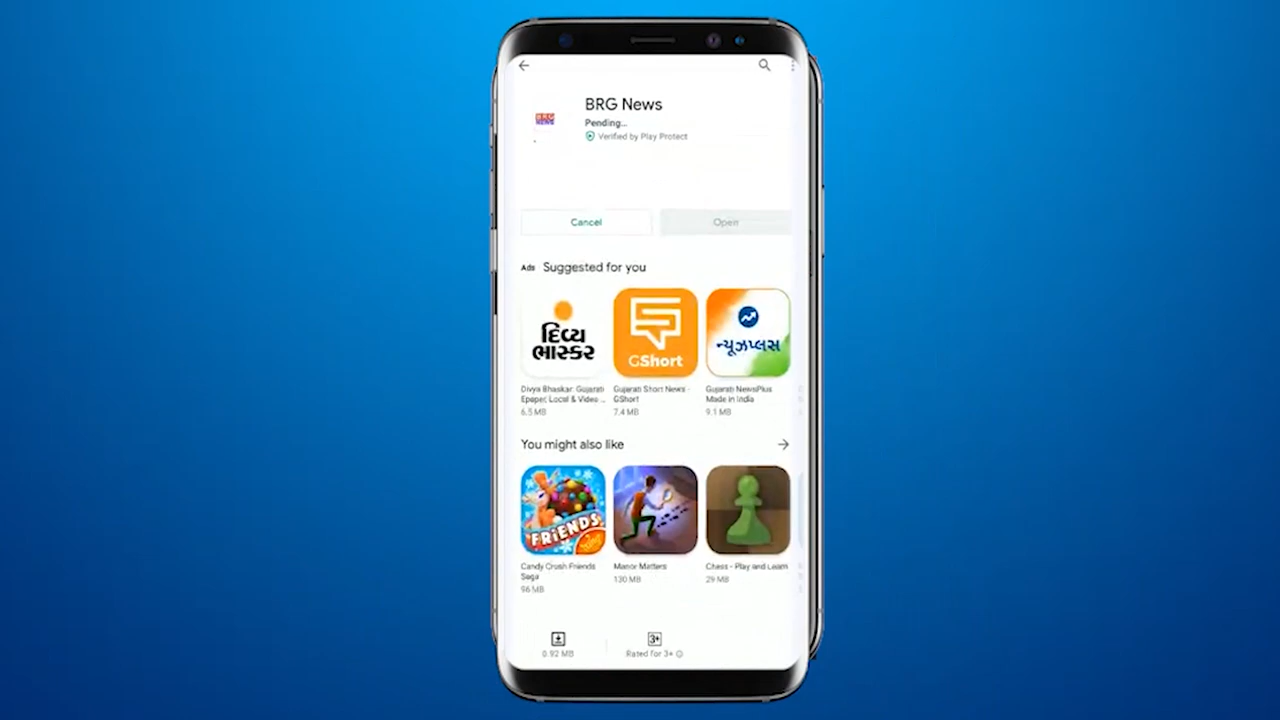 BRG News
BRG
NEWS
Pending...
Verified by Play Protect
Cancel
Open
Ads Suggested for you
દિવ્ય
ભાસ્કર
GShort
ન્યૂઝપ્લસ
Divya Bhaskar: Gujarati
Epaper, Local & Video ...
6.5 MB
Gujarati Short News -
GShort
7.4 MB
Gujarati NewsPlus
Made in India
9.1 MB
You might also like
FRIENDS
King
Candy Crush Friends
Saga
96 MB
Manor Matters
130 MB
Chess - Play and Learn
29 MB
3+
0.92 MB
Rated for 3+